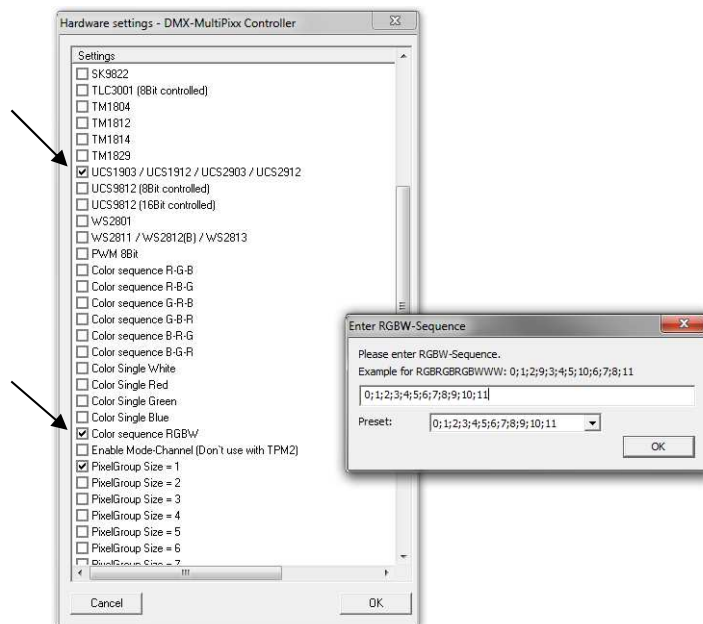 Hardware settings - DMX-MultiPixx Controller
Settings
SK9822
TLC3001 (8Bit controlled)
TM1804
TM1812
TM1814
TM1829
UCS1903 / UCS1912 / UCS2903 / UCS2912
UCS9812 (8Bit controlled)
UCS9812 (16Bit controlled)
WS2801
WS2811 / WS2812(B) / WS2813
PWM 8Bit
Color sequence R-G-B
Color sequence R-B-G
Color sequence G-R-B
Color sequence G-B-R
Color sequence B-R-G
Color sequence B-G-R
Color Single White
Color Single Red
Color Single Green
Color Single Blue
Color sequence RGBW
Enable Mode-Channel (Don't use with TPM2)
PixelGroup Size = 1
PixelGroup Size = 2
PixelGroup Size = 3
PixelGroup Size = 4
PixelGroup Size = 5
PixelGroup Size = 6
PixelGroup Size = 7
Cancel
OK
Enter RGBW-Sequence
Please enter RGBW-Sequence.
Example for RGBRGBRGBWWW: 0;1;2;9;3;4;5;10;6;7;8;11
0;1;2;3;4;5;6;7;8;9;10;11
Preset:
0;1;2;3;4;5;6;7;8;9;10;11
OK